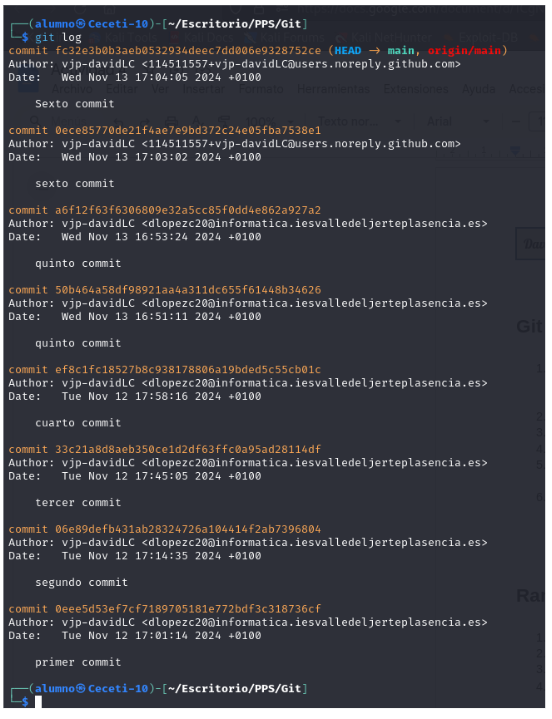 ┌──(alumno㉿Ceceti-10)-[~/Escritorio/PPS/Git]
└─$ git log
commit fc32e3b0b3aeb0532934deec7dd006e9328752ce (HEAD -> main, origin/main)
Author: vjp-davidLC <114511557+vjp-davidLC@users.noreply.github.com>
Date:   Wed Nov 13 17:04:05 2024 +0100
Sexto commit
commit 0ece85770de21f4ae7e9bd372c24e05fba7538e1
Author: vjp-davidLC <114511557+vjp-davidLC@users.noreply.github.com>
Date:   Wed Nov 13 17:03:02 2024 +0100
sexto commit
commit a6f12f63f6306809e32a5cc85f0dd4e862a927a2
Author: vjp-davidLC <dlopezc20@informatica.iesvalledeljerteplasencia.es>
Date:   Wed Nov 13 16:53:24 2024 +0100
quinto commit
commit 50b464a58df98921aa4a311dc655f61448b34626
Author: vjp-davidLC <dlopezc20@informatica.iesvalledeljerteplasencia.es>
Date:   Wed Nov 13 16:51:11 2024 +0100
quinto commit
commit ef8c1fc18527b8c938178806a19bded5c55cb01c
Author: vjp-davidLC <dlopezc20@informatica.iesvalledeljerteplasencia.es>
Date:   Tue Nov 12 17:58:16 2024 +0100
cuarto commit
commit 33c21a8d8aeb350ce1d2df63ffc0a95ad28114df
Author: vjp-davidLC <dlopezc20@informatica.iesvalledeljerteplasencia.es>
Date:   Tue Nov 12 17:45:05 2024 +0100
tercer commit
commit 06e89defb431ab28324726a104414f2ab7396804
Author: vjp-davidLC <dlopezc20@informatica.iesvalledeljerteplasencia.es>
Date:   Tue Nov 12 17:14:35 2024 +0100
segundo commit
commit 0eee5d53ef7cf7189705181e772bdf3c318736cf
Author: vjp-davidLC <dlopezc20@informatica.iesvalledeljerteplasencia.es>
Date:   Tue Nov 12 17:01:14 2024 +0100
primer commit
┌──(alumno㉿Ceceti-10)-[~/Escritorio/PPS/Git]
└─$